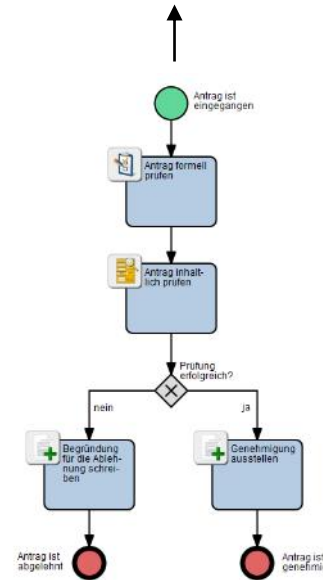 Antrag ist
eingegangen
Antrag formell
prüfen
Antrag inhalt-
lich prüfen
Prüfung
erfolgreich?
nein
ja
Begründung
für die Ableh-
nung schrei-
ben
Genehmigung
ausstellen
Antrag ist
abgelehnt
Antrag ist
genehmi